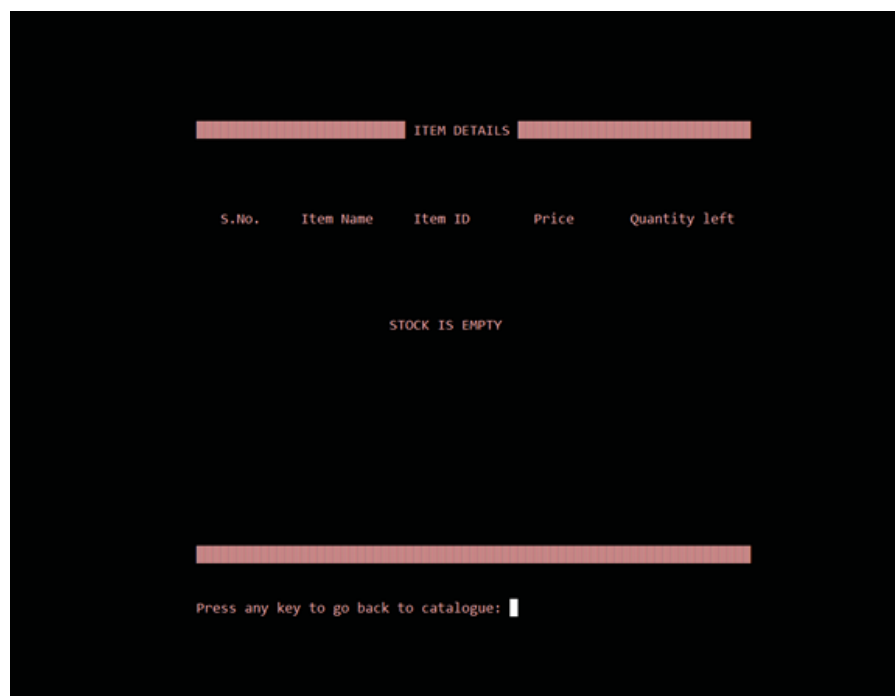 ITEM DETAILS
S.No. Item Name Item ID Price Quantity left
STOCK IS EMPTY
Press any key to go back to catalogue: